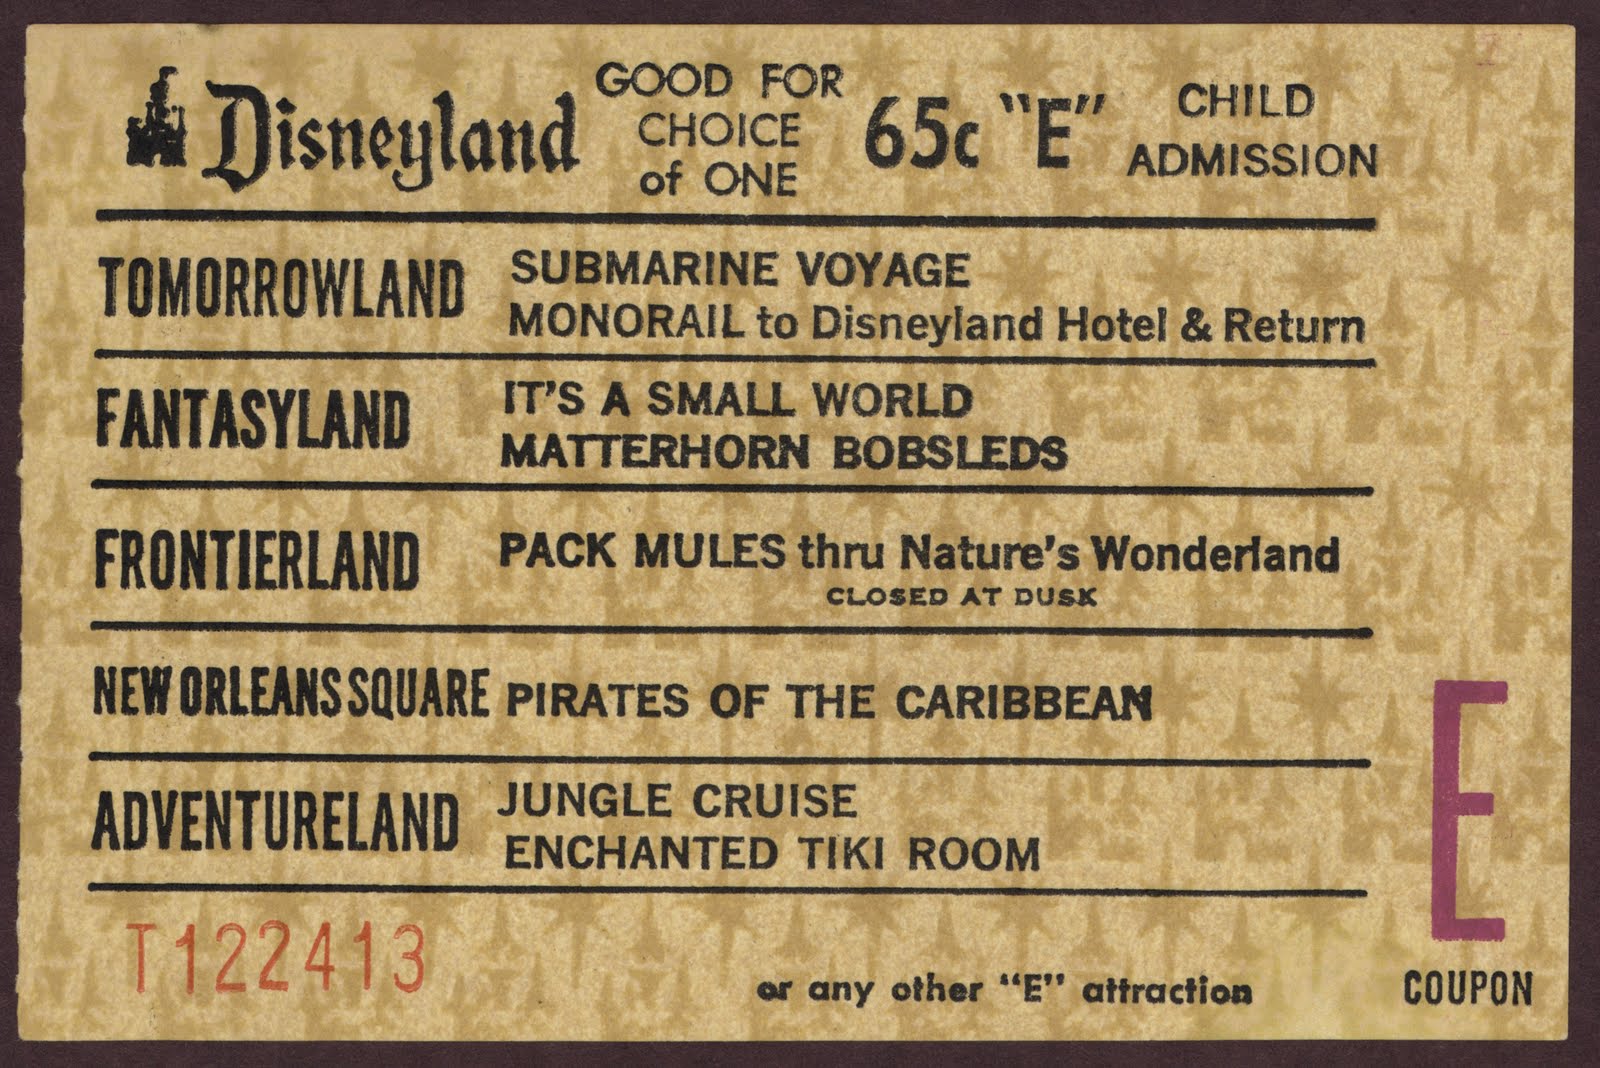 Disneyland
GOOD FOR
CHOICE
of ONE
65c "E"
CHILD
ADMISSION
TOMORROWLAND
SUBMARINE VOYAGE
MONORAIL to Disneyland Hotel & Return
FANTASYLAND
IT'S A SMALL WORLD
MATTERHORN BOBSLEDS
FRONTIERLAND
PACK MULES thru Nature's Wonderland
CLOSED AT DUSK
NEW ORLEANS SQUARE
PIRATES OF THE CARIBBEAN
ADVENTURELAND
JUNGLE CRUISE
ENCHANTED TIKI ROOM
T122413
or any other "E" attraction
E
COUPON